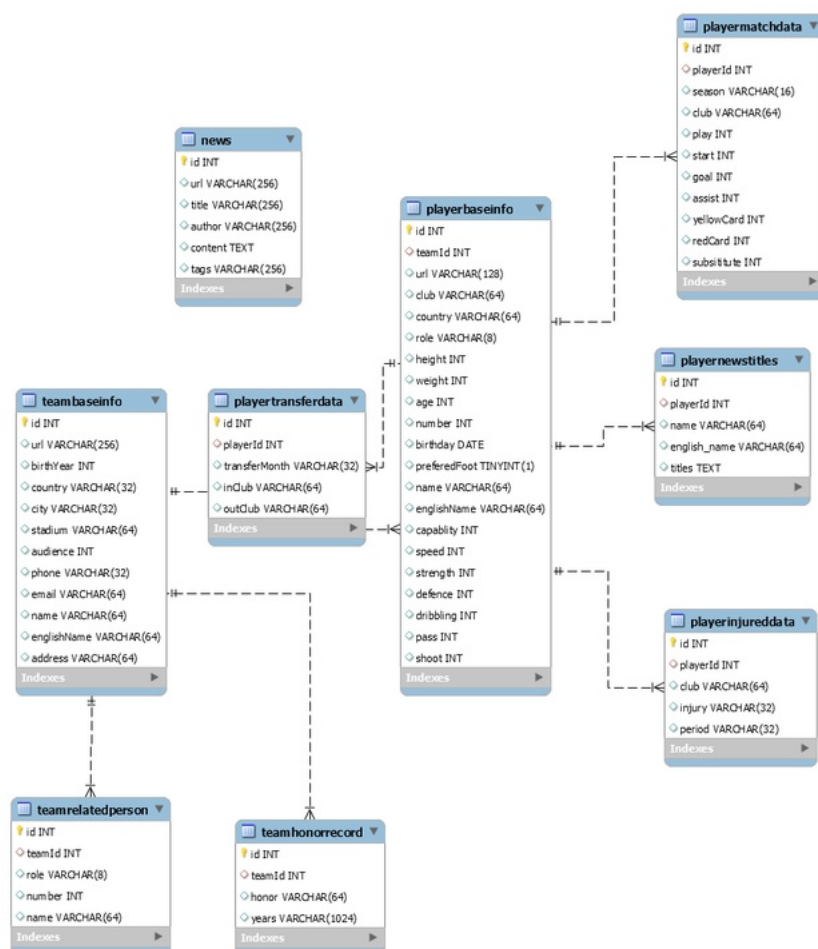 playermatchdata
id INT
playerId INT
season VARCHAR(16)
club VARCHAR(64)
play INT
start INT
goal INT
assist INT
yellowCard INT
redCard INT
subsititute INT
Indexes
news
id INT
url VARCHAR(256)
title VARCHAR(256)
author VARCHAR(256)
content TEXT
tags VARCHAR(256)
Indexes
playerbaseinfo
id INT
teamId INT
url VARCHAR(128)
club VARCHAR(64)
country VARCHAR(64)
role VARCHAR(8)
height INT
weight INT
age INT
number INT
birthday DATE
preferedFoot TINYINT(1)
name VARCHAR(64)
englishName VARCHAR(64)
capablity INT
speed INT
strength INT
defence INT
dribbling INT
pass INT
shoot INT
Indexes
playernewstitles
id INT
playerId INT
name VARCHAR(64)
english_name VARCHAR(64)
titles TEXT
Indexes
teambaseinfo
id INT
url VARCHAR(256)
birthYear INT
country VARCHAR(32)
city VARCHAR(32)
stadium VARCHAR(64)
audience INT
phone VARCHAR(32)
email VARCHAR(64)
name VARCHAR(64)
englishName VARCHAR(64)
address VARCHAR(64)
Indexes
playertransferdata
id INT
playerId INT
transferMonth VARCHAR(32)
inClub VARCHAR(64)
outClub VARCHAR(64)
Indexes
playerinjureddata
id INT
playerId INT
club VARCHAR(64)
injury VARCHAR(32)
period VARCHAR(32)
Indexes
teamrelatedperson
id INT
teamId INT
role VARCHAR(8)
number INT
name VARCHAR(64)
Indexes
teamhonorrecord
id INT
teamId INT
honor VARCHAR(64)
years VARCHAR(1024)
Indexes